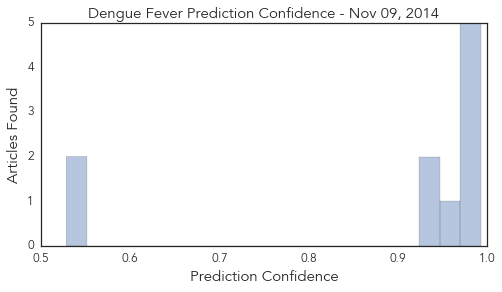 Dengue Fever Prediction Confidence - Nov 09, 2014
5
4
3
2
1
0
Articles Found
0.5 0.6 0.7 0.8 0.9 1.0
Prediction Confidence